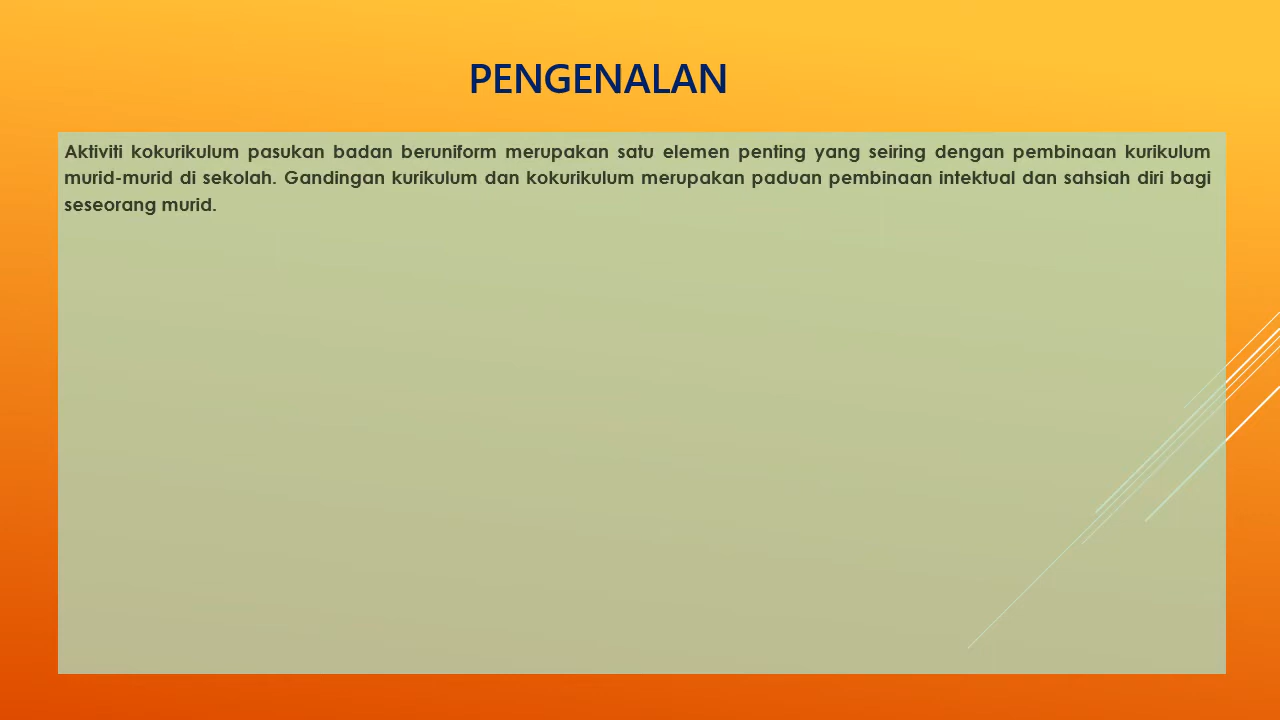 PENGENALAN
Aktiviti kokurikulum pasukan badan beruniform merupakan satu elemen penting yang seiring dengan pembinaan kurikulum
murid-murid di sekolah. Gandingan kurikulum dan kokurikulum merupakan paduan pembinaan intektual dan sahsiah diri bagi
seseorang murid.